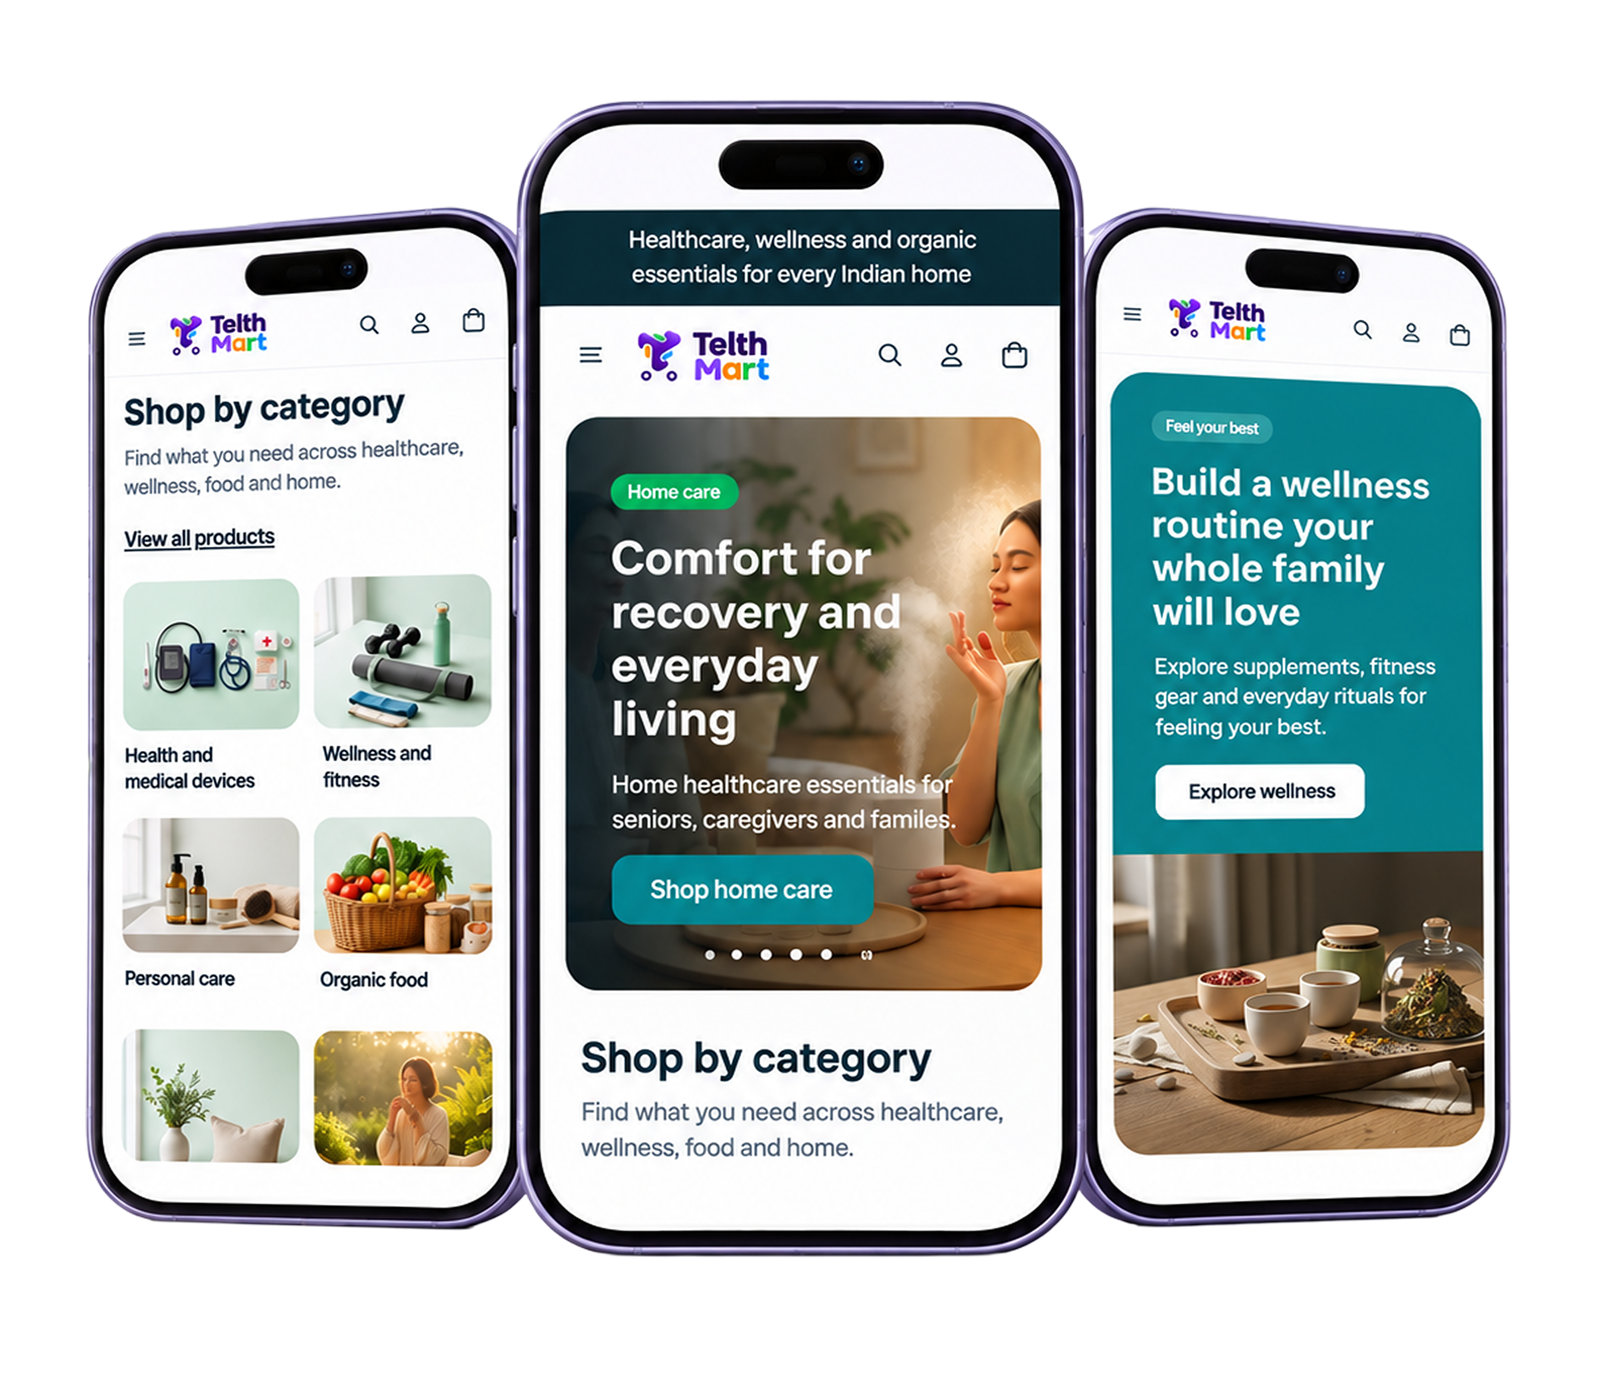 Telth
Mart
Shop by category
Find what you need across healthcare,
wellness, food and home.
View all products
Health and
medical devices
Wellness and
fitness
Personal care
Organic food
Healthcare, wellness and organic
essentials for every Indian home
Telth
Mart
Home care
Comfort for
recovery and
everyday
living
Home healthcare essentials for
seniors, caregivers and familes.
Shop home care
Shop by category
Find what you need across healthcare,
wellness, food and home.
Telth
Mart
Feel your best
Build a wellness
routine your
whole family
will love
Explore supplements, fitness
gear and everyday rituals for
feeling your best.
Explore wellness